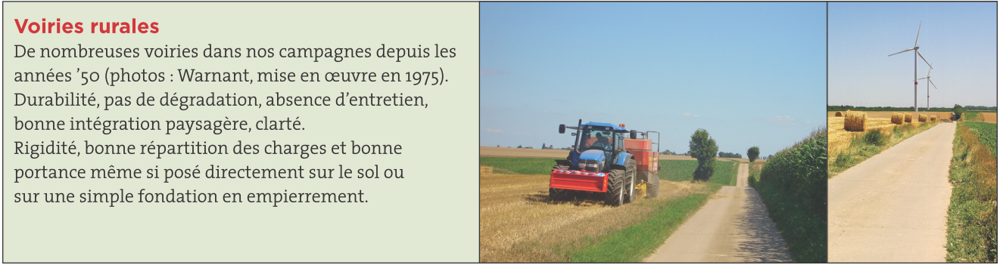 Voiries rurales
De nombreuses voiries dans nos campagnes depuis les
années ’50 (photos : Warnant, mise en œuvre en 1975).
Durabilité, pas de dégradation, absence d’entretien,
bonne intégration paysagère, clarté.
Rigidité, bonne répartition des charges et bonne
portance même si posé directement sur le sol ou
sur une simple fondation en empierrement.